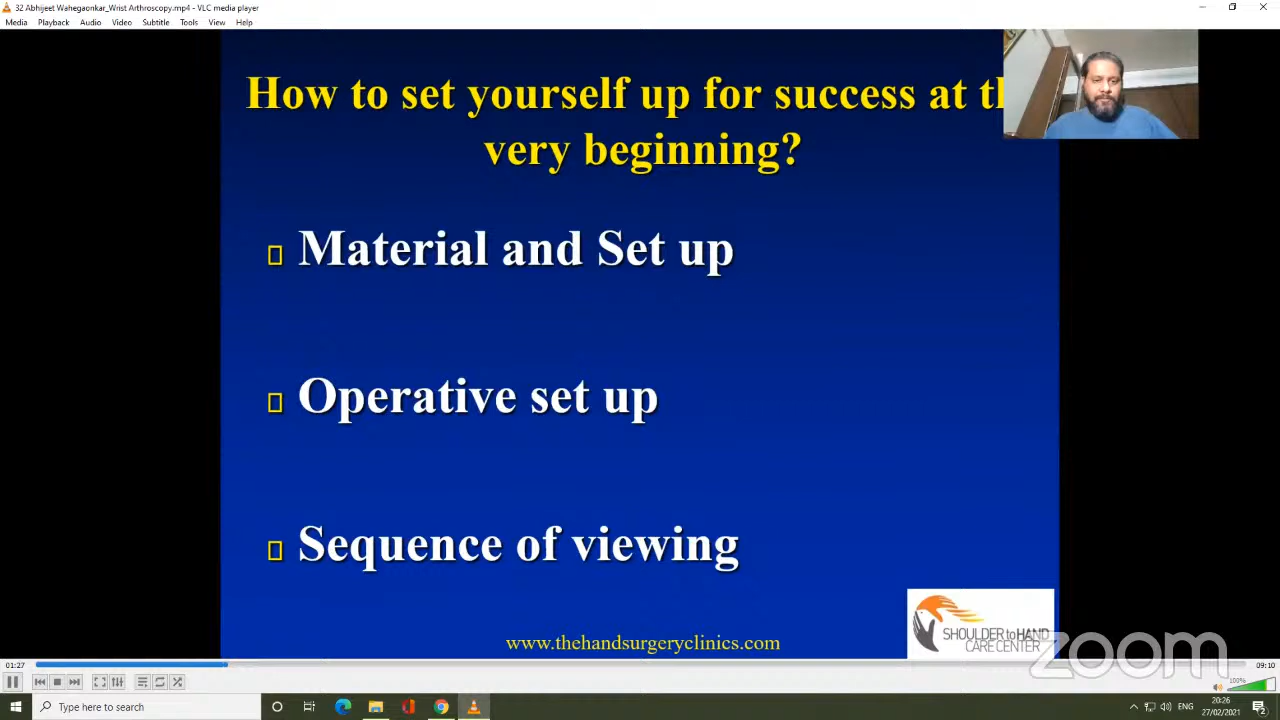 32 Abhijeet Wahegaonkar_Wrist Arthroscopy.mp4 - VLC media player
Media Playback Audio Video Subtitle Tools View Help
How to set yourself up for success at
very beginning?
Material and Set up
Operative set up
Sequence of viewing
www.thehandsurgeryclinics.com
SHOULDER to HAND
CARE CENTER
zoom
01:27
09:10
100%
Type here to search
ENG
20:26
27/02/2021
2